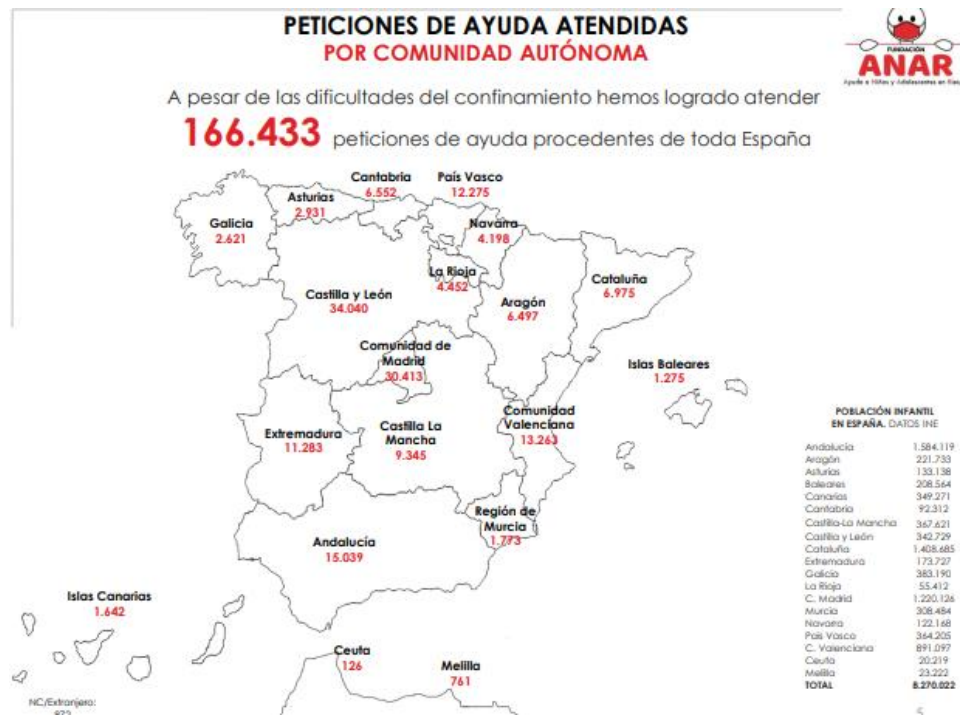 PETICIONES DE AYUDA ATENDIDAS
POR COMUNIDAD AUTÓNOMA
FUNDACIÓN
ANAR
Ayuda a Niños y Adolescentes en
A pesar de las dificultades del confinamiento hemos logrado atender
166.433 peticiones de ayuda procedentes de toda España
Cantabria
6.552
País Vasco
12.275
Asturias
2.931
Galicia
2.621
Navarra
4.198
La Rioja
4.452
Cataluña
6.975
Castilla y León
34.040
Aragón
6.497
Comunidad de
Madrid
30.413
Islas Baleares
1.275
Comunidad
Valenciana
13.263
Extremadura
11.283
Castilla La
Mancha
9.345
Región de
Murcia
1.773
Andalucía
15.039
Islas Canarias
1.642
Ceuta
126
Melilla
761
NC/Extranjero:
POBLACIÓN INFANTIL
EN ESPAÑA. DATOS INE
Andalucía 1.584.119
Aragón 221.733
Asturias 133.138
Baleares 208.564
Canarias 349.271
Cantabria 92.312
Castilla-La Mancha 367.621
Castilla y León 342.729
Cataluña 1.408.685
Extremadura 173.727
Galicia 383.190
La Rioja 55.412
C. Madrid 1.220.126
Murcia 308.484
Navarra 122.168
País Vasco 364.205
C. Valenciana 891.097
Ceuta 20.219
Melilla 23.222
TOTAL 8.270.022
5